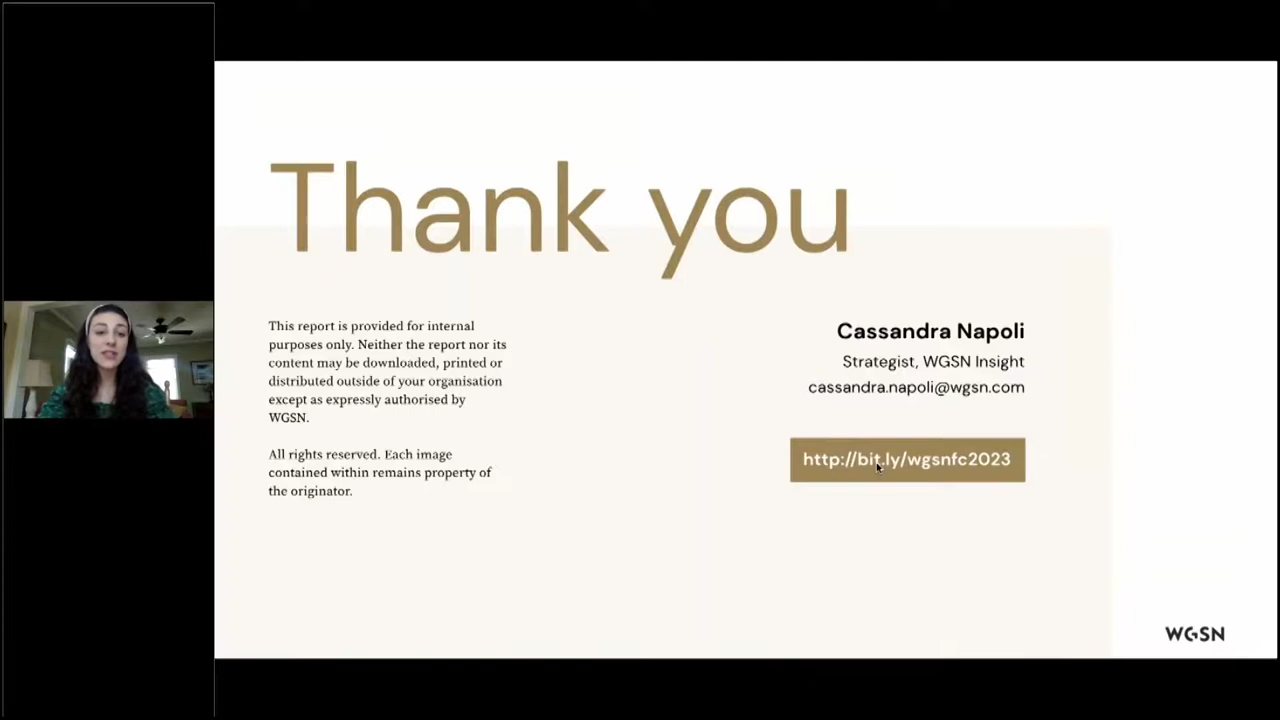 Thank you
This report is provided for internal
purposes only. Neither the report nor its
content may be downloaded, printed or
distributed outside of your organisation
except as expressly authorised by
WGSN.
All rights reserved. Each image
contained within remains property of
the originator.
Cassandra Napoli
Strategist, WGSN Insight
cassandra.napoli@wgsn.com
http://bit.ly/wgsnfc2023
WGSN